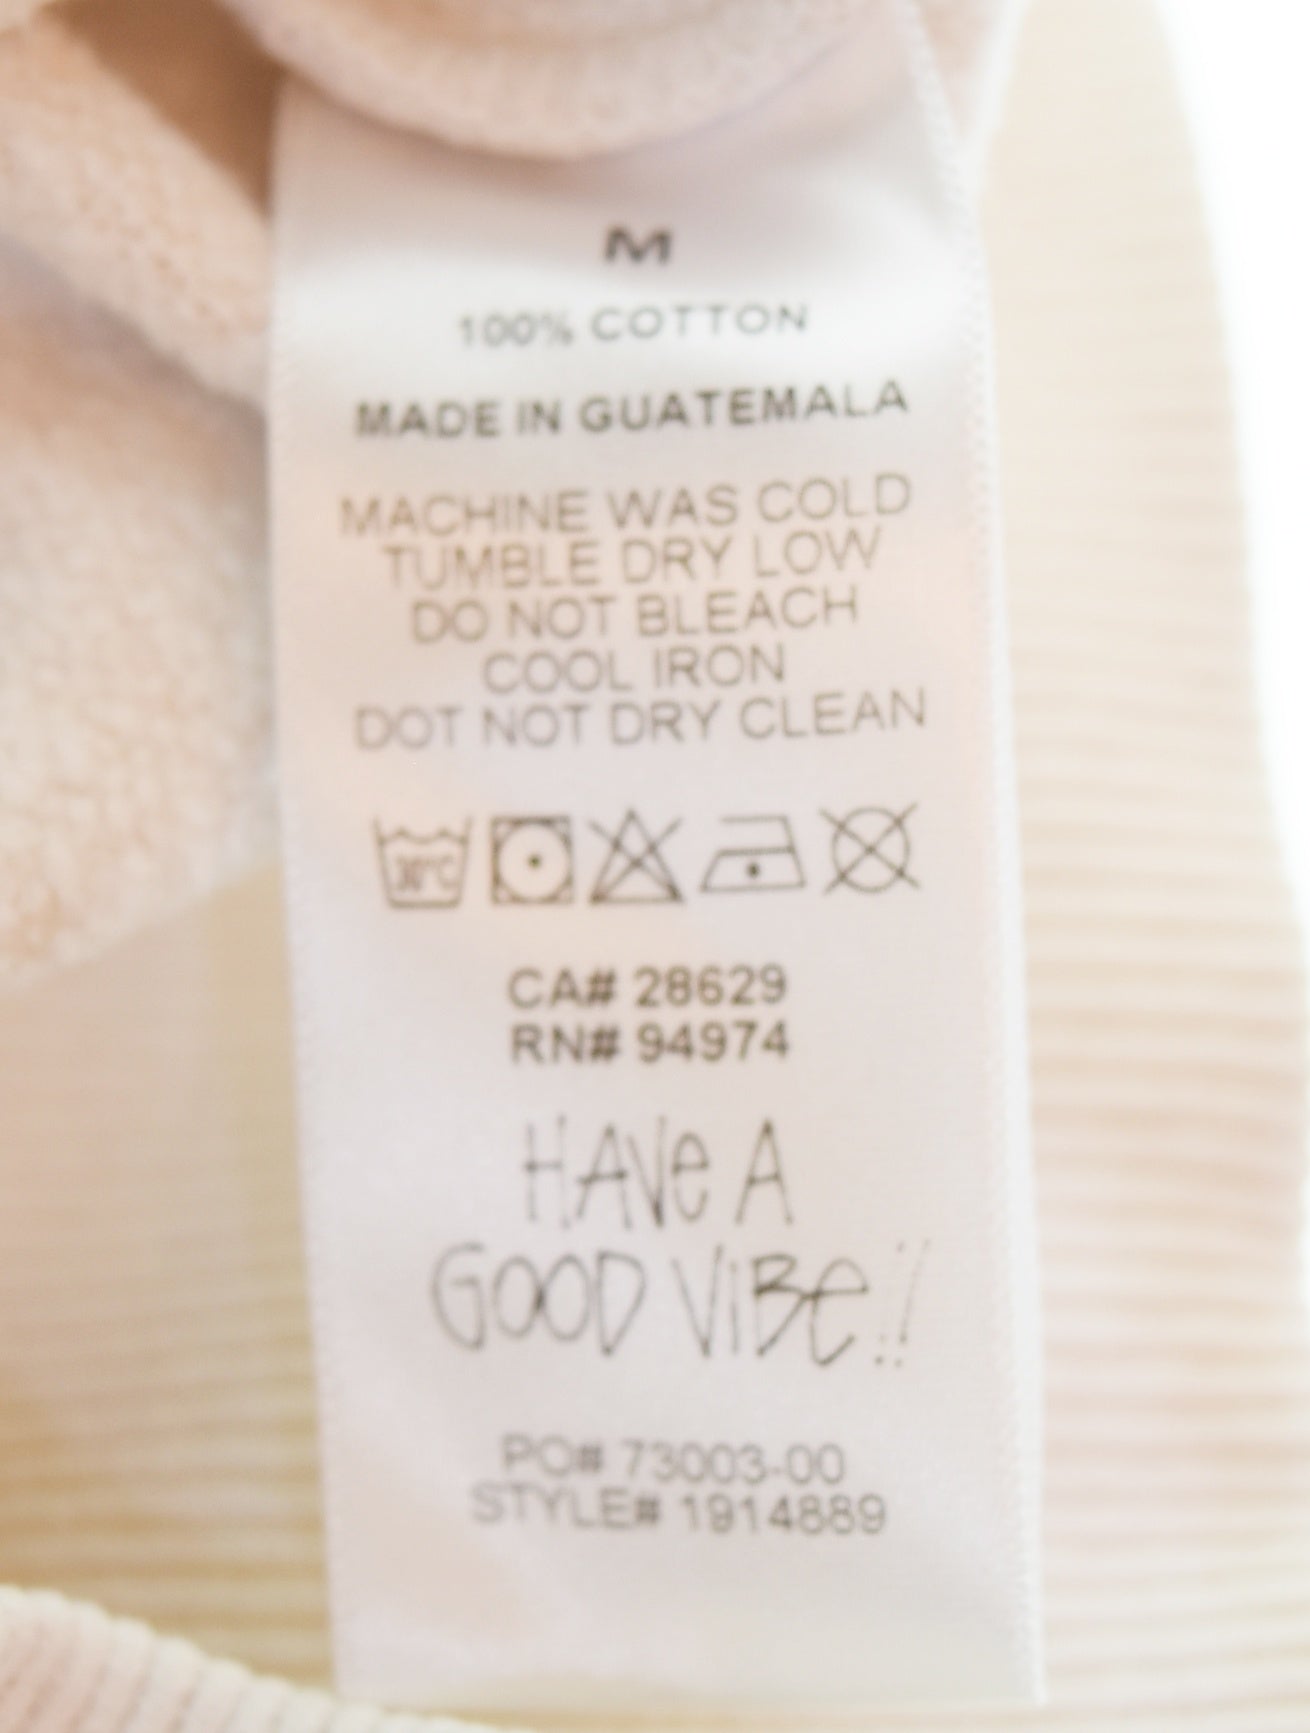 M
100% COTTON
MADE IN GUATEMALA
MACHINE WAS COLD
TUMBLE DRY LOW
DO NOT BLEACH
COOL IRON
DOT NOT DRY CLEAN
30°C
CA# 28629
RN# 94974
HAVe A
GOOD ViBe!!
PO# 73003-00
STYLE# 1914889